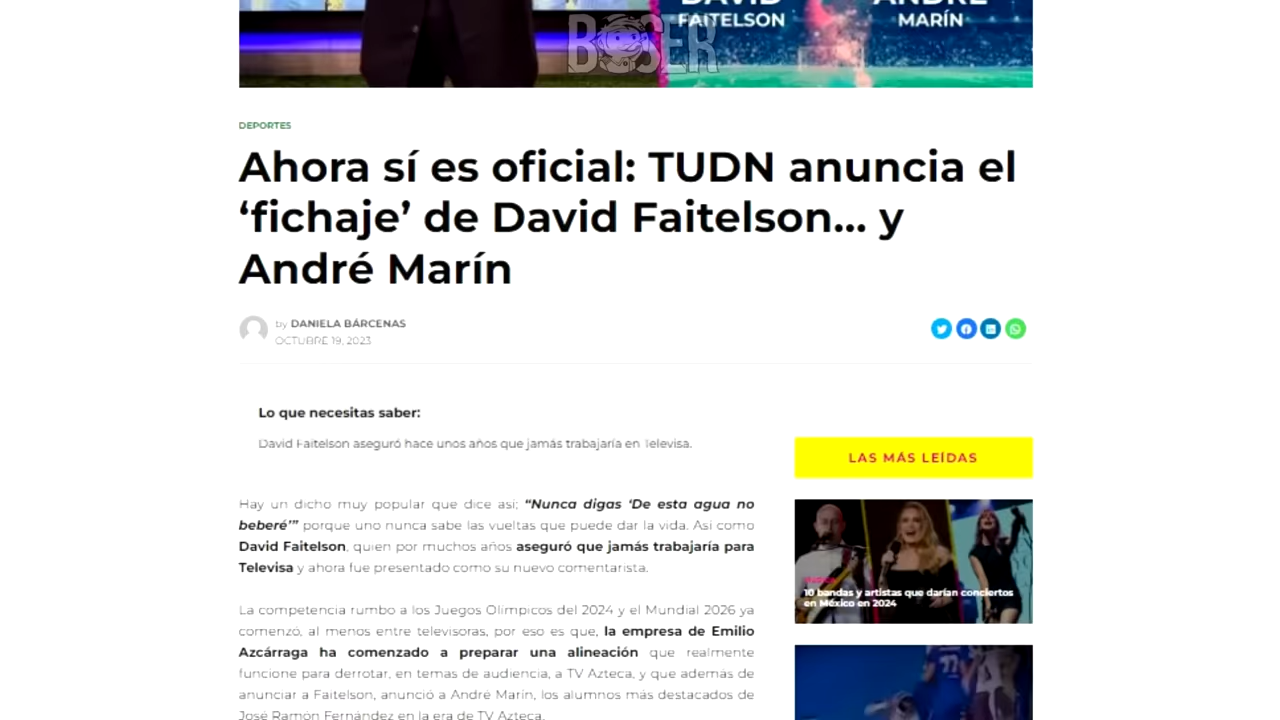 DAVID
FAITELSON
ANDRÉ
MARÍN
BOSER
DEPORTES
Ahora sí es oficial: TUDN anuncia el
‘fichaje’ de David Faitelson... y
André Marín
by DANIELA BÁRCENAS
OCTUBRE 19, 2023
Lo que necesitas saber:
David Faitelson aseguró hace unos años que jamás trabajaría en Televisa.
Hay un dicho muy popular que dice así; “Nunca digas ‘De esta agua no
beberé’” porque uno nunca sabe las vueltas que puede dar la vida. Así como
David Faitelson, quien por muchos años aseguró que jamás trabajaría para
Televisa y ahora fue presentado como su nuevo comentarista.
La competencia rumbo a los Juegos Olímpicos del 2024 y el Mundial 2026 ya
comenzó, al menos entre televisoras, por eso es que, la empresa de Emilio
Azcárraga ha comenzado a preparar una alineación que realmente
funcione para derrotar, en temas de audiencia, a TV Azteca, y que además de
anunciar a Faitelson, anunció a André Marín, los alumnos más destacados de
José Ramón Fernández en la era de TV Azteca.
LAS MÁS LEÍDAS
10 bandas y artistas que darían conciertos
en México en 2024
77